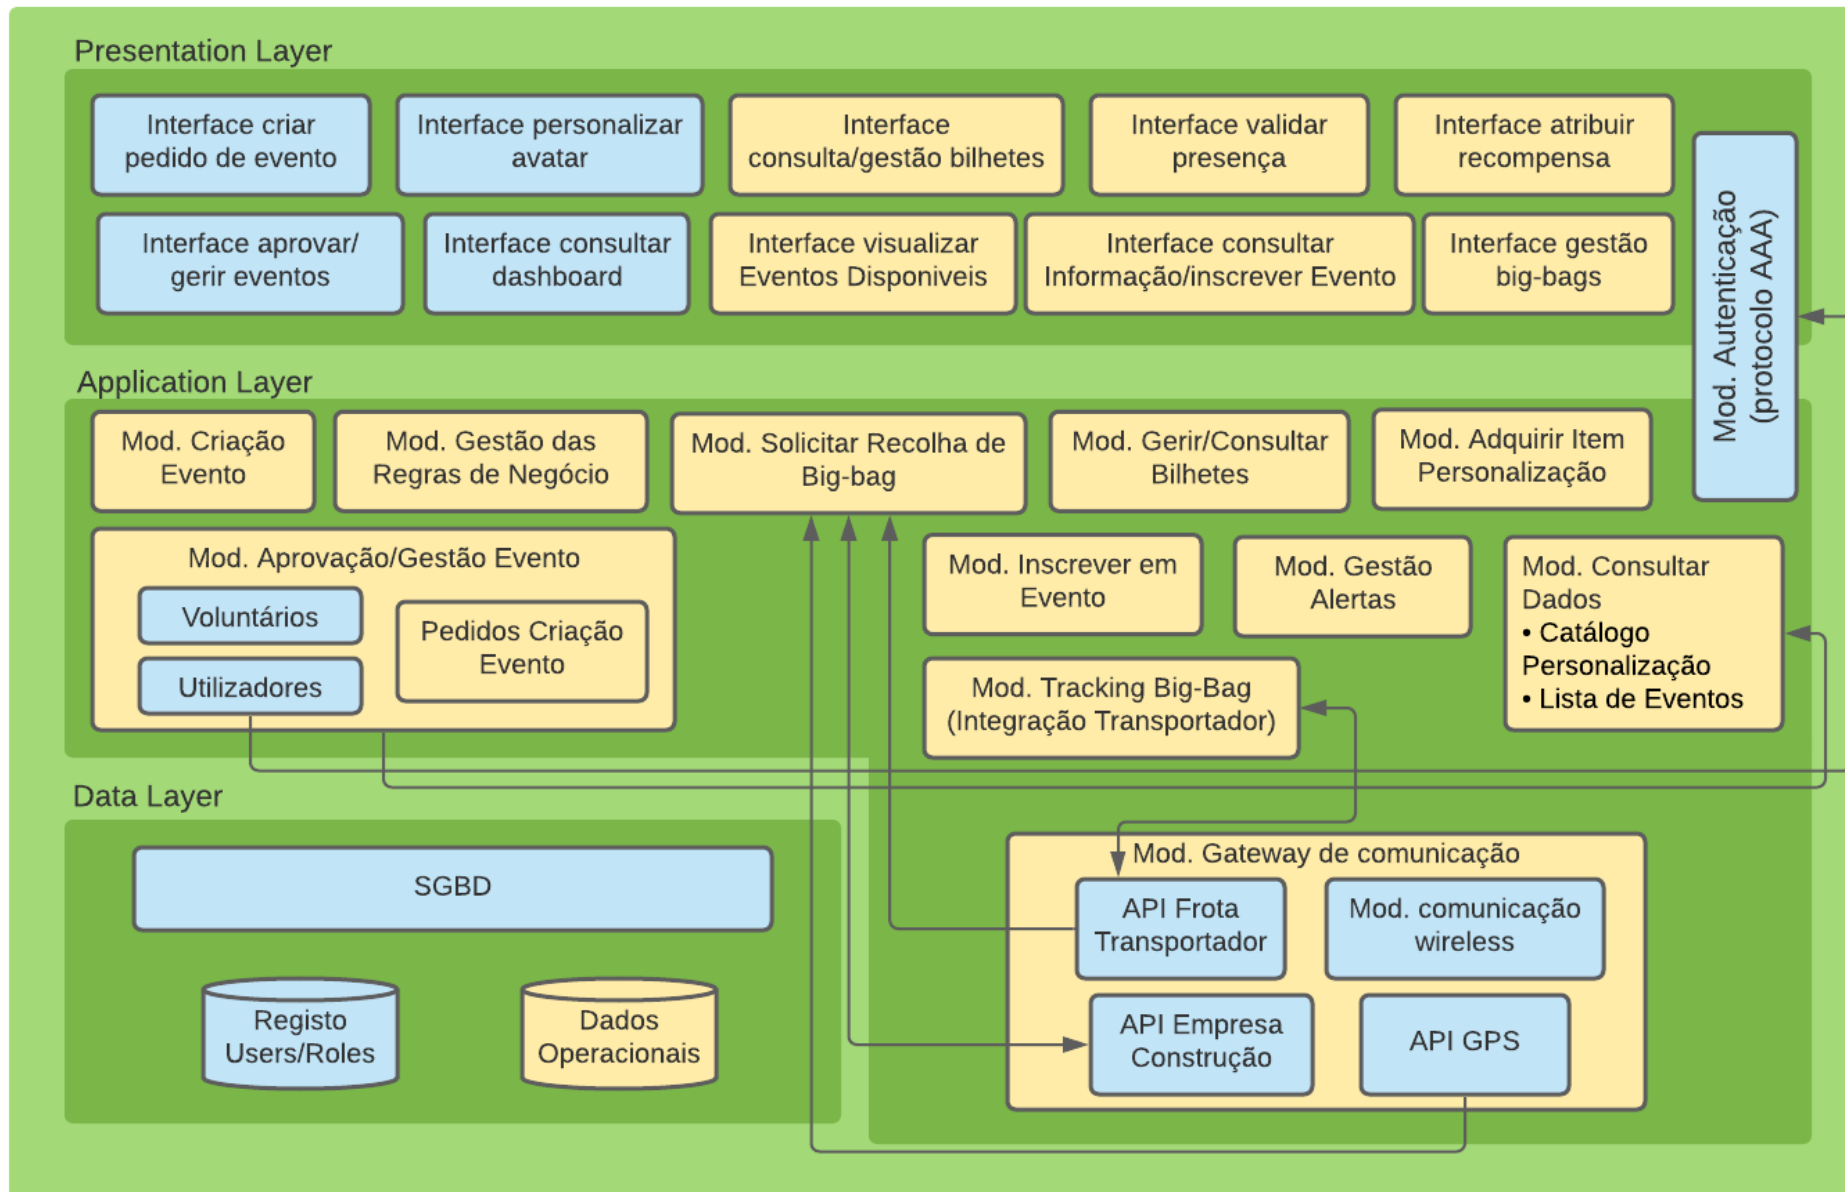 Presentation Layer
Interface criar
pedido de evento
Interface personalizar
avatar
Interface
consulta/gestão bilhetes
Interface validar
presença
Interface atribuir
recompensa
Interface aprovar/
gerir eventos
Interface consultar
dashboard
Interface visualizar
Eventos Disponiveis
Interface consultar
Informação/inscrever Evento
Interface gestão
big-bags
Mod. Autenticação
(protocolo AAA)
Application Layer
Mod. Criação
Evento
Mod. Gestão das
Regras de Negócio
Mod. Solicitar Recolha de
Big-bag
Mod. Gerir/Consultar
Bilhetes
Mod. Adquirir Item
Personalização
Mod. Aprovação/Gestão Evento
Voluntários
Utilizadores
Pedidos Criação
Evento
Mod. Inscrever em
Evento
Mod. Gestão
Alertas
Mod. Consultar
Dados
• Catálogo
Personalização
• Lista de Eventos
Mod. Tracking Big-Bag
(Integração Transportador)
Data Layer
SGBD
Registo
Users/Roles
Dados
Operacionais
Mod. Gateway de comunicação
API Frota
Transportador
Mod. comunicação
wireless
API Empresa
Construção
API GPS